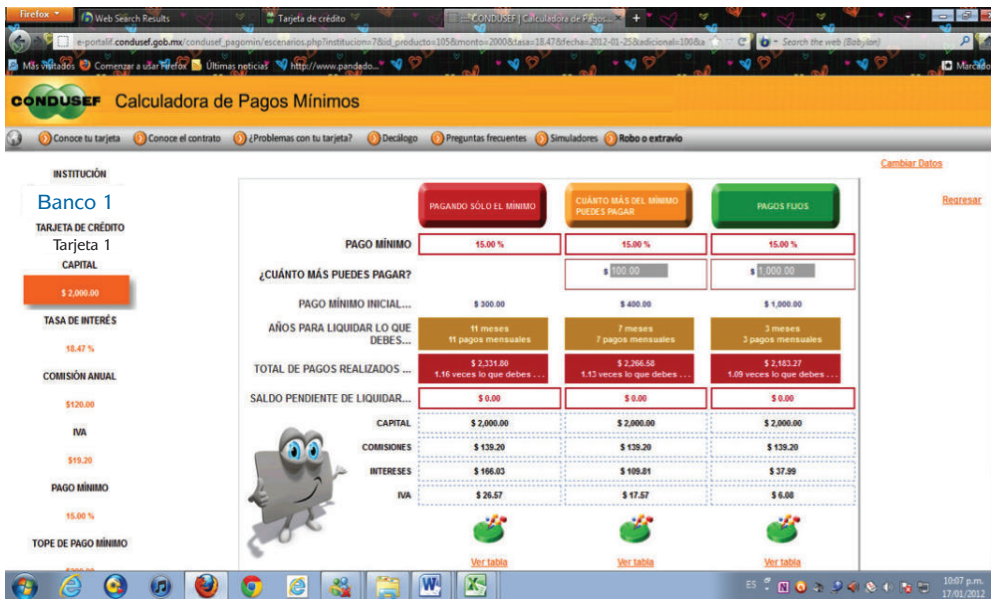 Firefox
Web Search Results
Tarjeta de crédito
::: CONDUSEF | Calculadora de Pagos...
e-portalif.condusef.gob.mx/condusef_pagomin/escenarios.php?institucion=7&id_producto=105&monto=2000&tasa=18.47&fecha=2012-01-25&adicional=100&a
Search the web (Babylon)
Más visitados
Comenzar a usar Firefox
Últimas noticias
http://www.pandado...
Marcado
CONDUSEF Calculadora de Pagos Mínimos
Conoce tu tarjeta
Conoce el contrato
¿Problemas con tu tarjeta?
Decálogo
Preguntas frecuentes
Simuladores
Robo o extravío
Cambiar Datos
Regresar
INSTITUCIÓN
Banco 1
TARJETA DE CRÉDITO
Tarjeta 1
CAPITAL
$ 2,000.00
TASA DE INTERÉS
18.47 %
COMISIÓN ANUAL
$120.00
IVA
$19.20
PAGO MÍNIMO
15.00 %
TOPE DE PAGO MÍNIMO
PAGANDO SÓLO EL MÍNIMO
CUÁNTO MÁS DEL MÍNIMO
PUEDES PAGAR
PAGOS FIJOS
PAGO MÍNIMO 15.00 % 15.00 % 15.00 %
¿CUÁNTO MÁS PUEDES PAGAR? $ 100.00 $ 1,000.00
PAGO MÍNIMO INICIAL... $ 300.00 $ 400.00 $ 1,000.00
AÑOS PARA LIQUIDAR LO QUE DEBES...
11 meses
11 pagos mensuales
7 meses
7 pagos mensuales
3 meses
3 pagos mensuales
TOTAL DE PAGOS REALIZADOS ...
$ 2,331.80
1.16 veces lo que debes . . .
$ 2,266.58
1.13 veces lo que debes . . .
$ 2,183.27
1.09 veces lo que debes . . .
SALDO PENDIENTE DE LIQUIDAR... $ 0.00 $ 0.00 $ 0.00
CAPITAL $ 2,000.00 $ 2,000.00 $ 2,000.00
COMISIONES $ 139.20 $ 139.20 $ 139.20
INTERESES $ 166.03 $ 109.81 $ 37.99
IVA $ 26.57 $ 17.57 $ 6.08
Ver tabla Ver tabla Ver tabla
ES
10:07 p.m.
17/01/2012